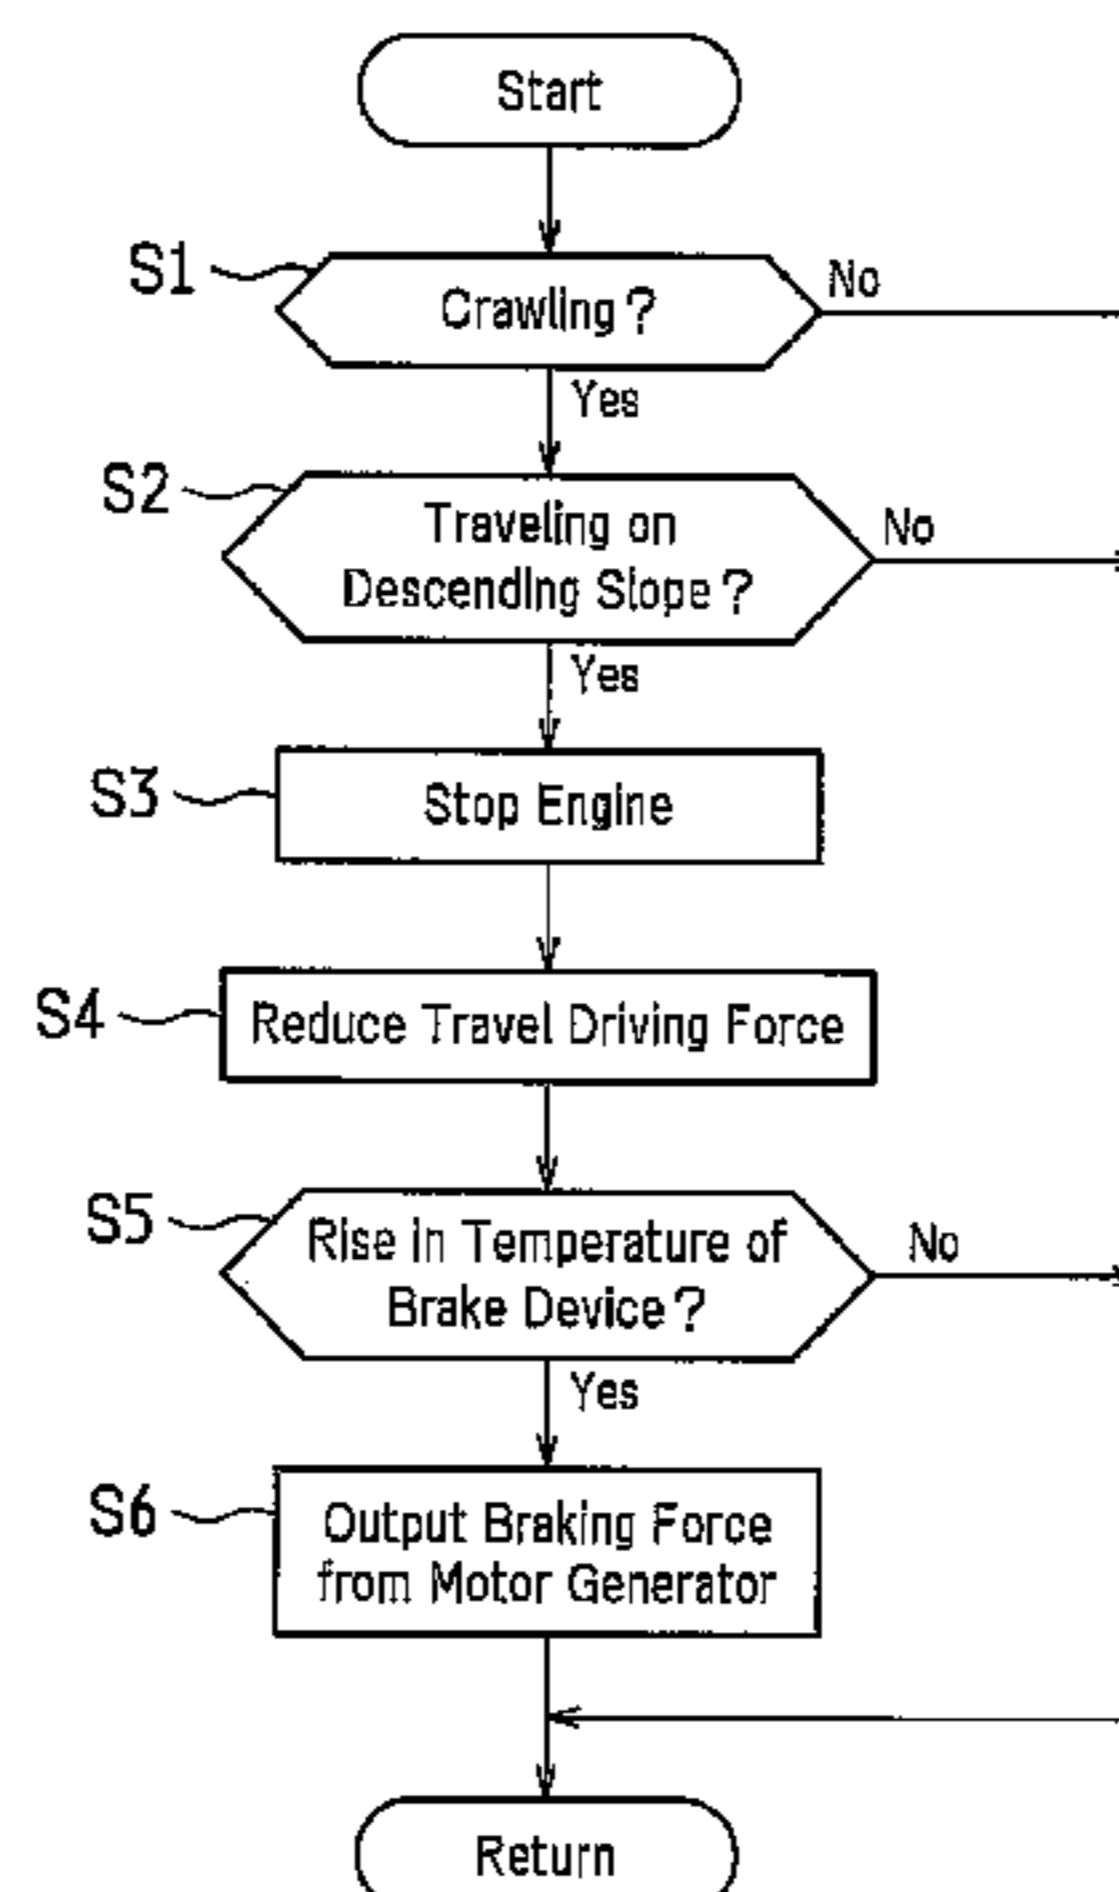 Start
S1
Crawling?
No
Yes
S2
Traveling on
Descending Slope?
No
Yes
S3
Stop Engine
S4
Reduce Travel Driving Force
S5
Rise in Temperature of
Brake Device?
No
Yes
S6
Output Braking Force
from Motor Generator
Return